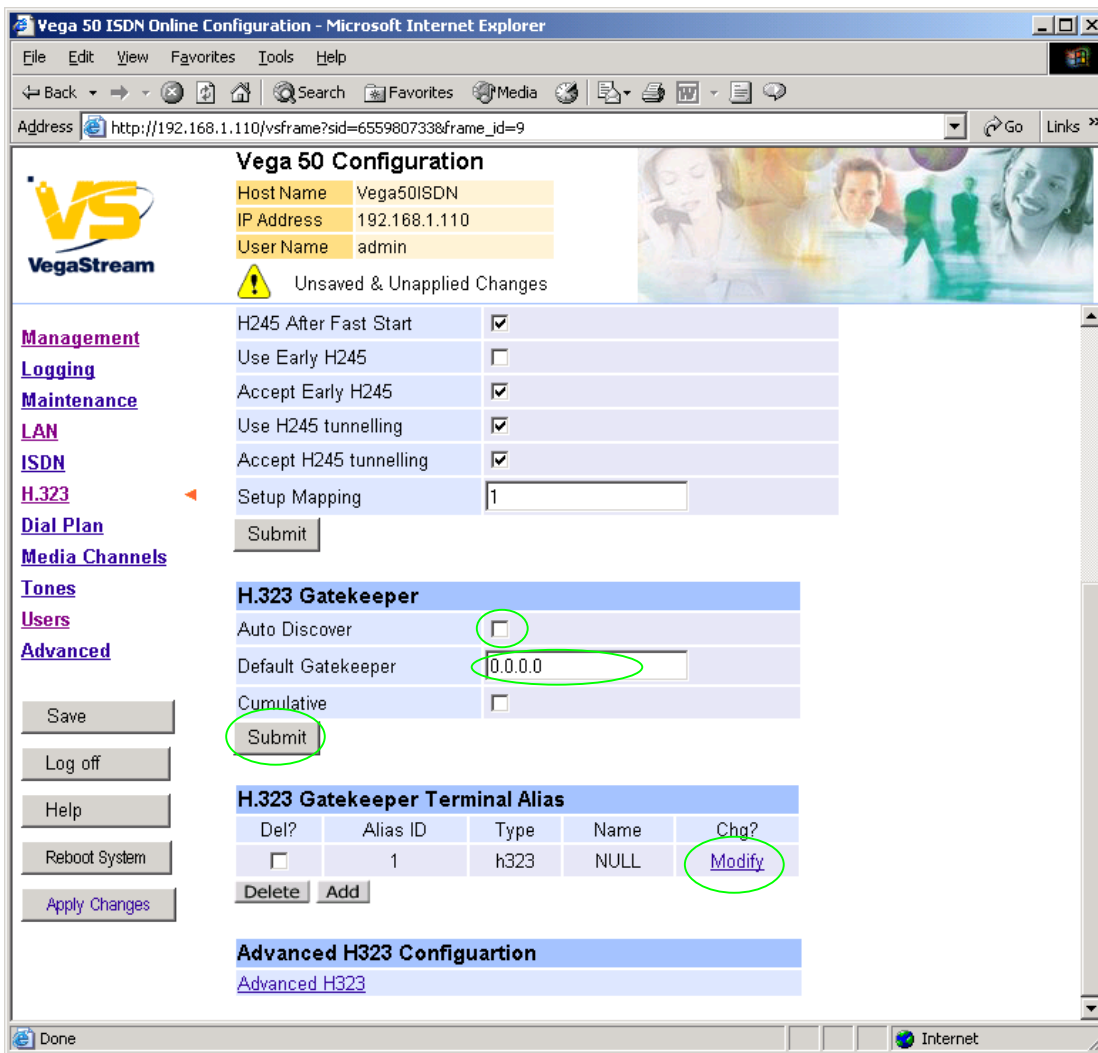 Vega 50 ISDN Online Configuration - Microsoft Internet Explorer
File Edit View Favorites Tools Help
Back Search Favorites Media
Address http://192.168.1.110/vsframe?sid=655980733&frame_id=9 Go Links »
VS
VegaStream
Vega 50 Configuration
Host Name Vega50ISDN
IP Address 192.168.1.110
User Name admin
Unsaved & Unapplied Changes
Management
Logging
Maintenance
LAN
ISDN
H.323
Dial Plan
Media Channels
Tones
Users
Advanced
Save
Log off
Help
Reboot System
Apply Changes
H245 After Fast Start
Use Early H245
Accept Early H245
Use H245 tunnelling
Accept H245 tunnelling
Setup Mapping 1
Submit
H.323 Gatekeeper
Auto Discover
Default Gatekeeper 0.0.0.0
Cumulative
Submit
H.323 Gatekeeper Terminal Alias
Del? Alias ID Type Name Chg?
1 h323 NULL Modify
Delete Add
Advanced H323 Configuartion
Advanced H323
Done Internet